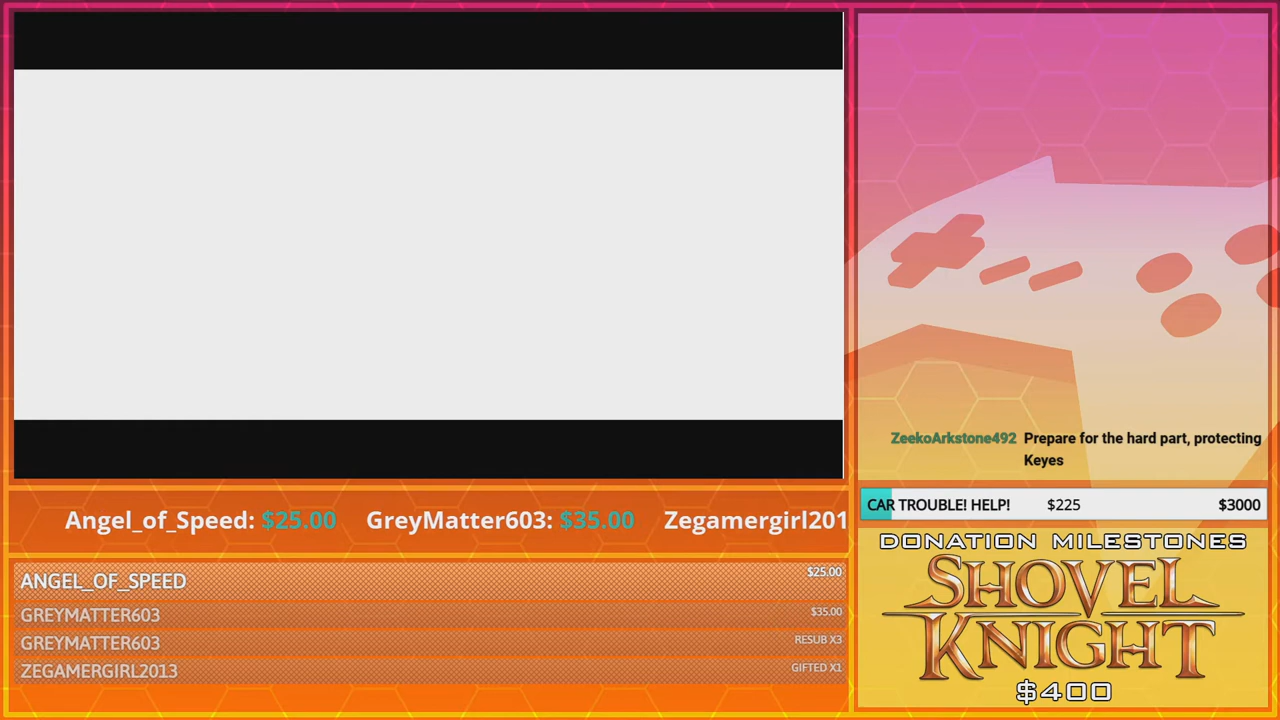 ZeekoArkstone492 Prepare for the hard part, protecting
Keyes
CAR TROUBLE! HELP! $225 $3000
Angel_of_Speed: $25.00 GreyMatter603: $35.00 Zegamergirl201
DONATION MILESTONES
SHOVEL
KNIGHT
$400
ANGEL_OF_SPEED $25.00
GREYMATTER603 $35.00
GREYMATTER603 RESUB X3
ZEGAMERGIRL2013 GIFTED X1